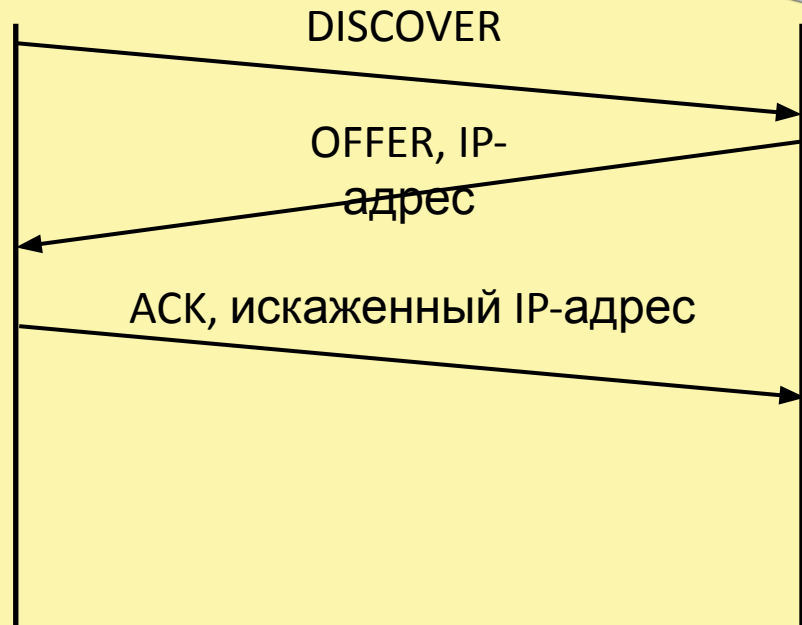 DISCOVER
OFFER, IP-
адрес
ACK, искаженный IP-адрес